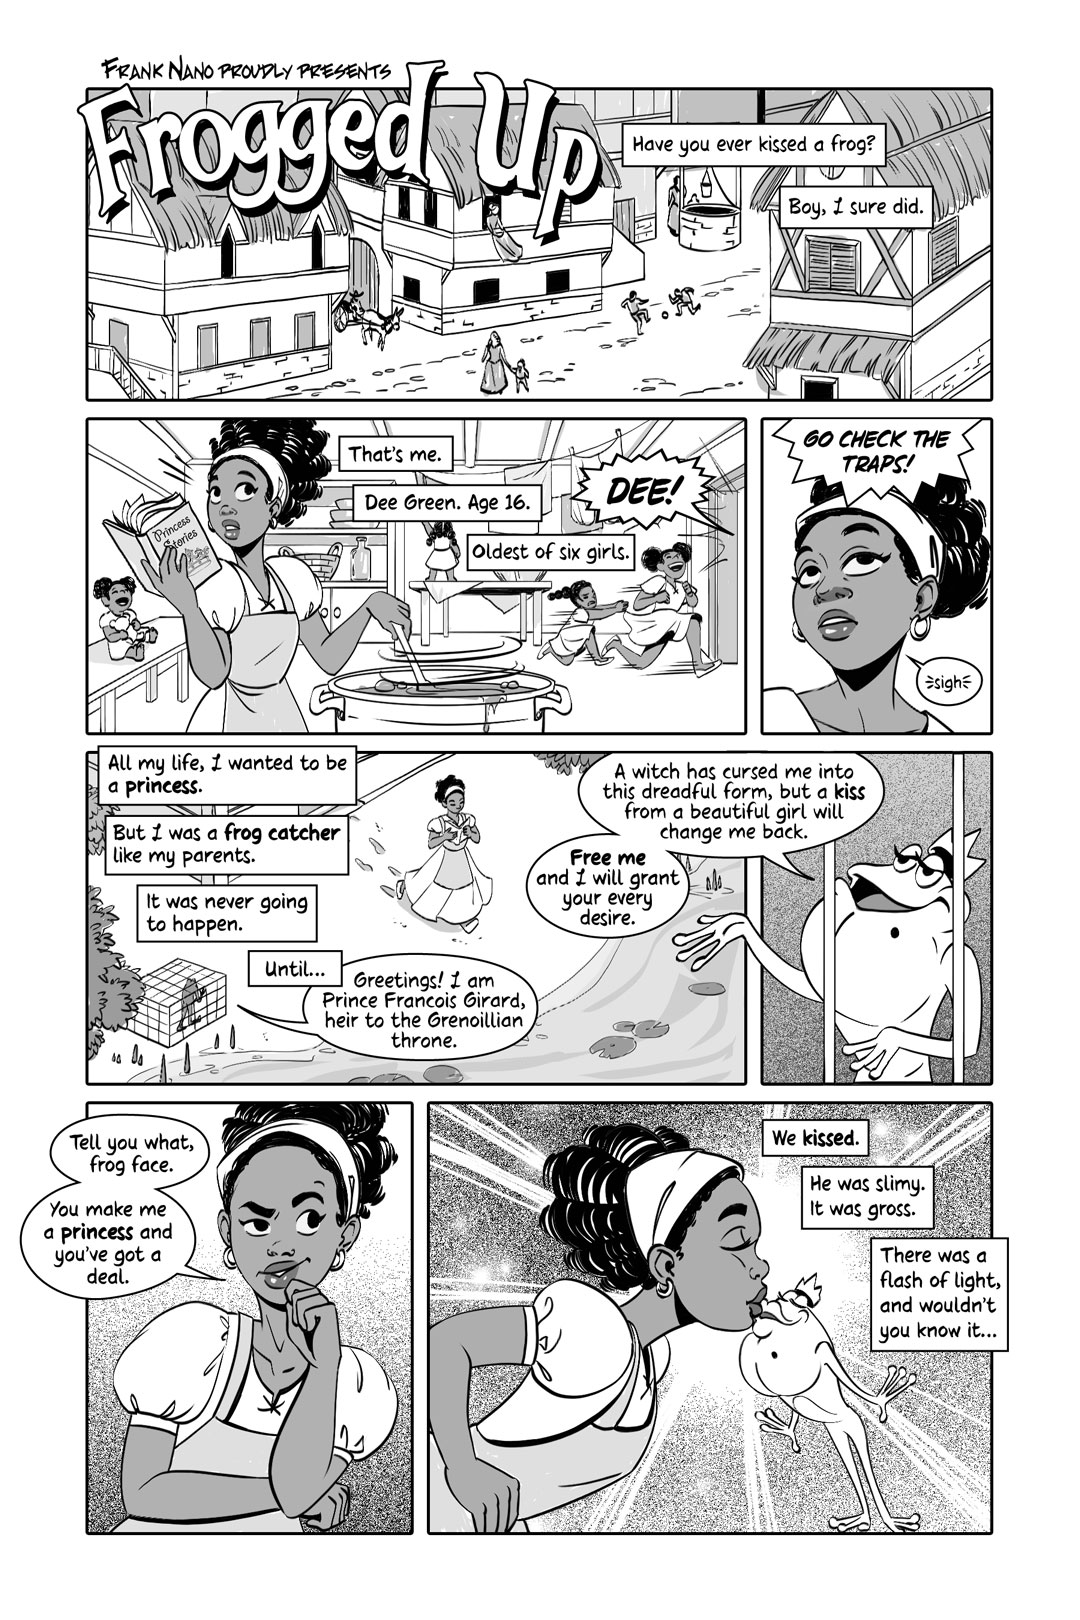 Frank Nano proudly presents
Frogged Up
Have you ever kissed a frog?
Boy, I sure did.
That's me.
Dee Green. Age 16.
Oldest of six girls.
DEE!
Princess
Stories
GO CHECK THE
TRAPS!
sigh
All my life, I wanted to be
a princess.
But I was a frog catcher
like my parents.
It was never going
to happen.
Until...
Greetings! I am
Prince Francois Girard,
heir to the Grenoillian
throne.
A witch has cursed me into
this dreadful form, but a kiss
from a beautiful girl will
change me back.
Free me
and I will grant
your every
desire.
Tell you what,
frog face.
You make me
a princess and
you've got a
deal.
We kissed.
He was slimy.
It was gross.
There was a
flash of light,
and wouldn't
you know it...